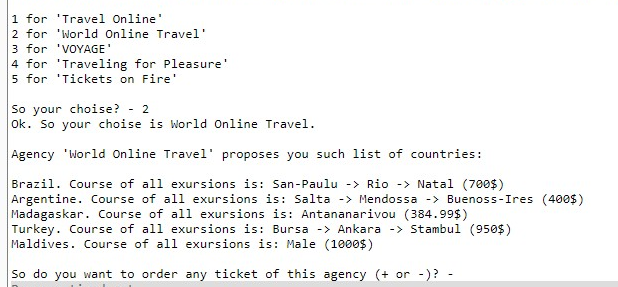 1 for 'Travel Online'
2 for 'World Online Travel'
3 for 'VOYAGE'
4 for 'Traveling for Pleasure'
5 for 'Tickets on Fire'
So your choise? - 2
Ok. So your choise is World Online Travel.
Agency 'World Online Travel' proposes you such list of countries:
Brazil. Course of all exursions is: San-Paulu -> Rio -> Natal (700$)
Argentine. Course of all exursions is: Salta -> Mendossa -> Buenoss-Ires (400$)
Madagaskar. Course of all exursions is: Antananarivou (384.99$)
Turkey. Course of all exursions is: Bursa -> Ankara -> Stambul (950$)
Maldives. Course of all exursions is: Male (1000$)
So do you want to order any ticket of this agency (+ or -)? -